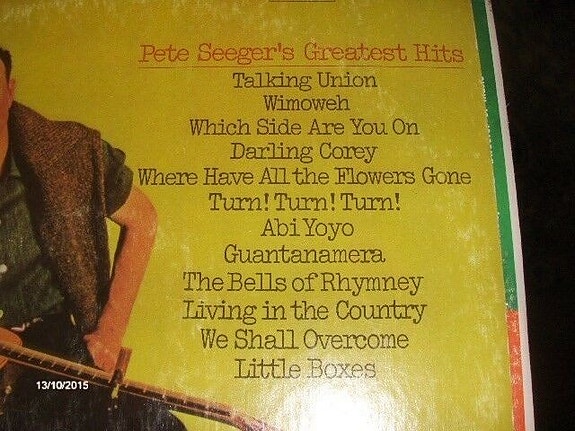 Pete Seeger's Greatest Hits
Talking Union
Wimoweh
Which Side Are You On
Darling Corey
Where Have All the Flowers Gone
Turn! Turn! Turn!
Abi Yoyo
Guantanamera
The Bells of Rhymney
Living in the Country
We Shall Overcome
Little Boxes
13/10/2015